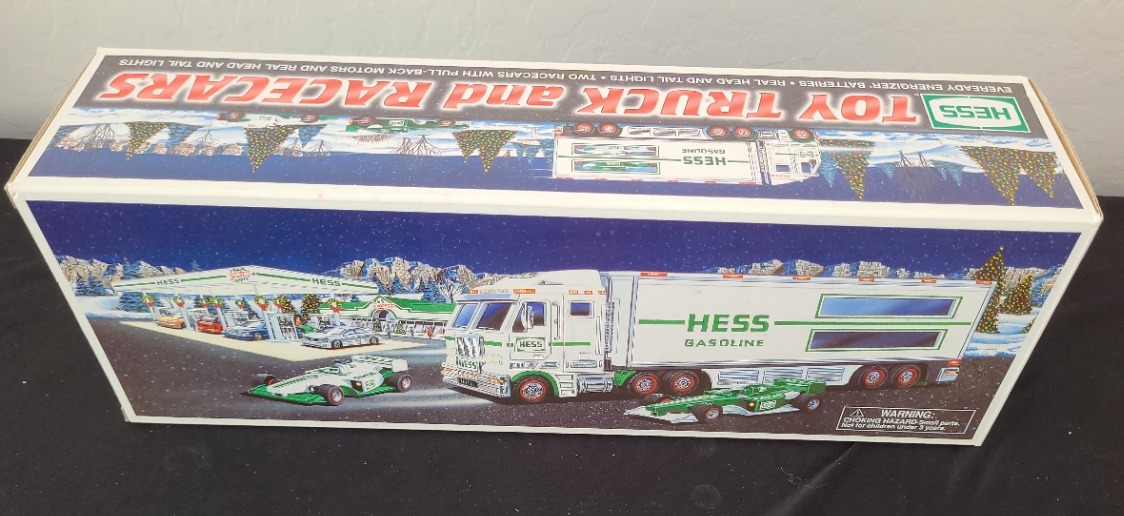 HESS
TOY TRUCK and RACECARS
EVEREADY ENERGIZER® BATTERIES • REAL HEAD AND TAIL LIGHTS • TWO RACECARS WITH PULL-BACK MOTORS AND REAL HEAD AND TAIL LIGHTS
HESS
GASOLINE
HESS
HESS
HESS
GASOLINE
HESS
HESS
WARNING:
CHOKING HAZARD-Small parts.
Not for children under 3 years.